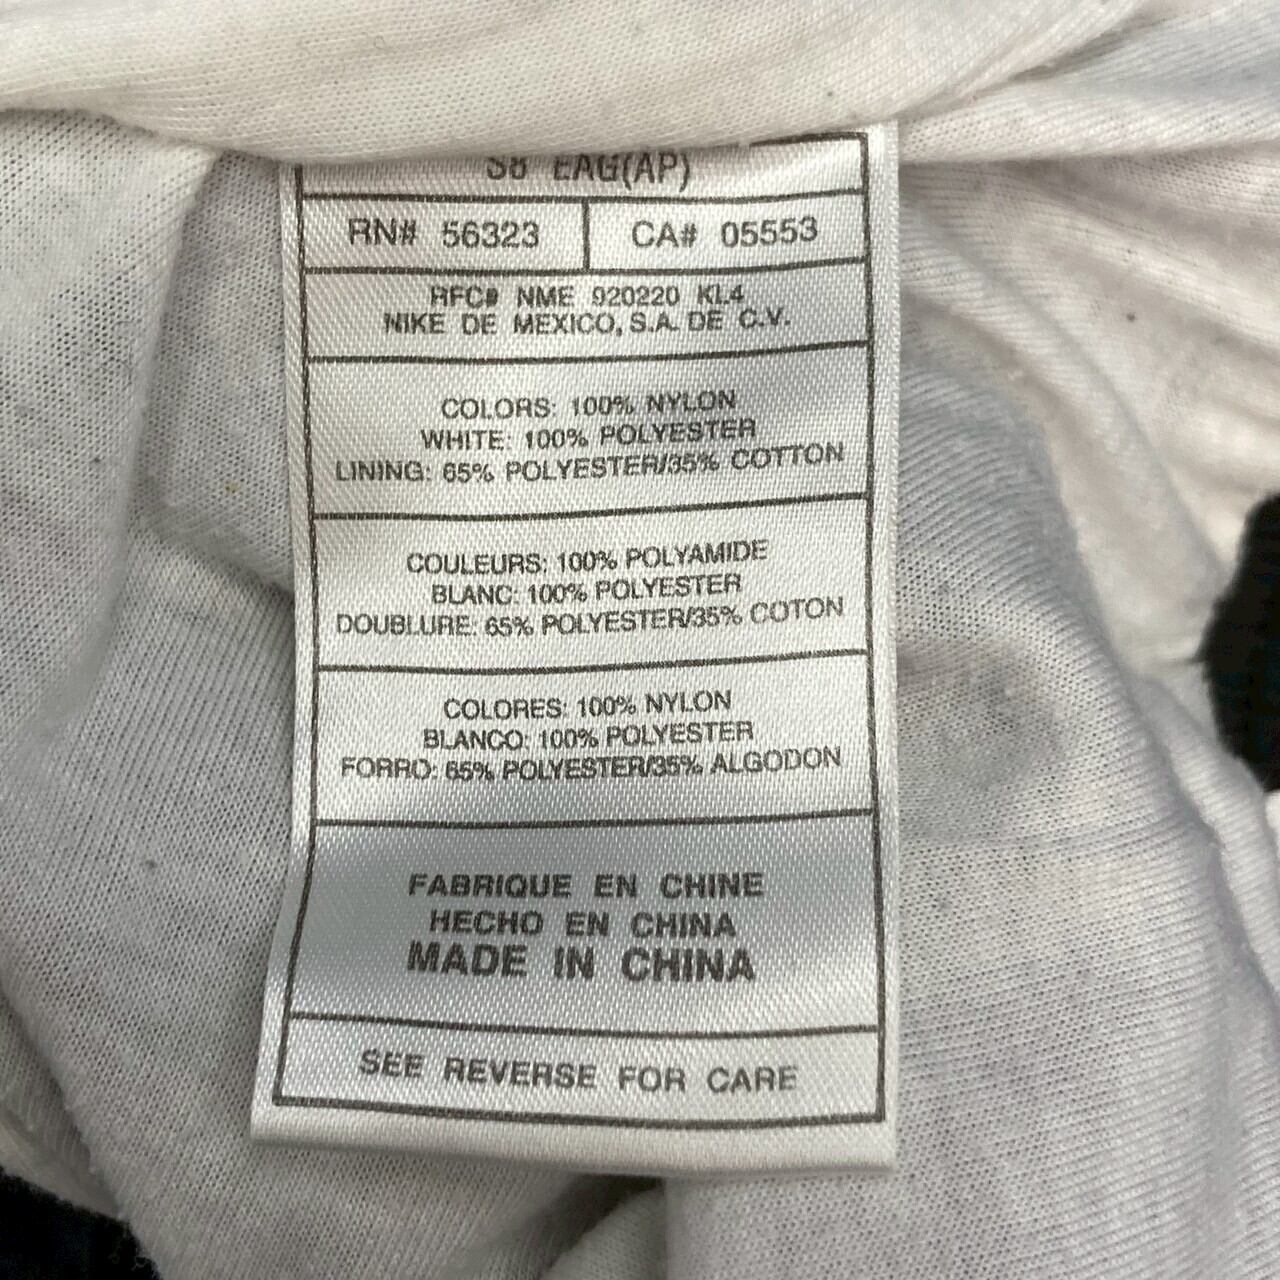 S8 EAG(AP)
RN# 56323 CA# 05553
RFC# NME 920220 KL4
NIKE DE MEXICO, S.A. DE C.V.
COLORS: 100% NYLON
WHITE: 100% POLYESTER
LINING: 65% POLYESTER/35% COTTON
COULEURS: 100% POLYAMIDE
BLANC: 100% POLYESTER
DOUBLURE: 65% POLYESTER/35% COTON
COLORES: 100% NYLON
BLANCO: 100% POLYESTER
FORRO: 65% POLYESTER/35% ALGODON
FABRIQUE EN CHINE
HECHO EN CHINA
MADE IN CHINA
SEE REVERSE FOR CARE